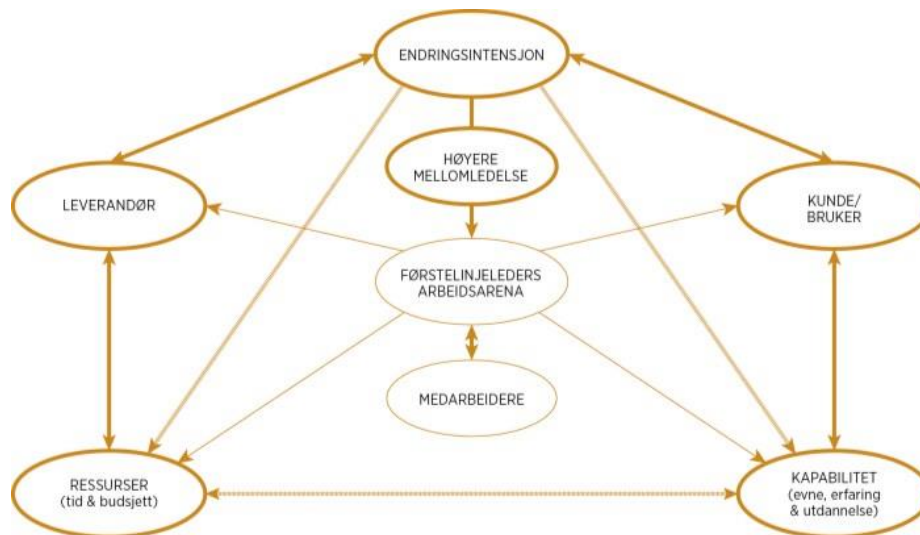 ENDRINGSINTENSJON
HØYERE
MELLOMLEDELSE
LEVERANDØR
KUNDE/
BRUKER
FØRSTELINJELEDERS
ARBEIDSARENA
MEDARBEIDERE
RESSURSER
(tid & budsjett)
KAPABILITET
(evne, erfaring
& utdannelse)